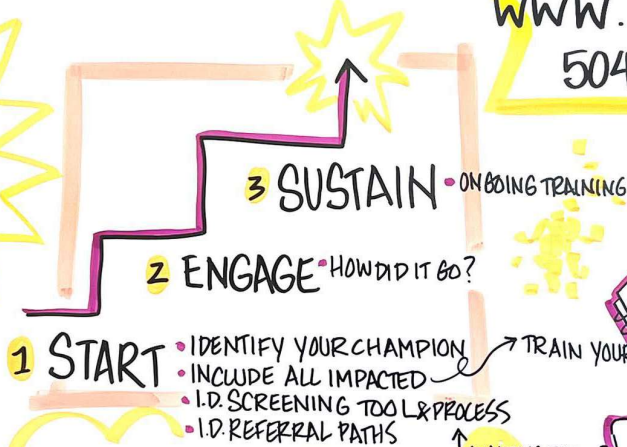 WWW.
504
3 SUSTAIN • ONGOING TRAINING
2 ENGAGE • HOW DID IT GO?
1 START • IDENTIFY YOUR CHAMPION
• INCLUDE ALL IMPACTED
TRAIN YOUR
• I.D. SCREENING TOOL & PROCESS
• I.D. REFERRAL PATHS